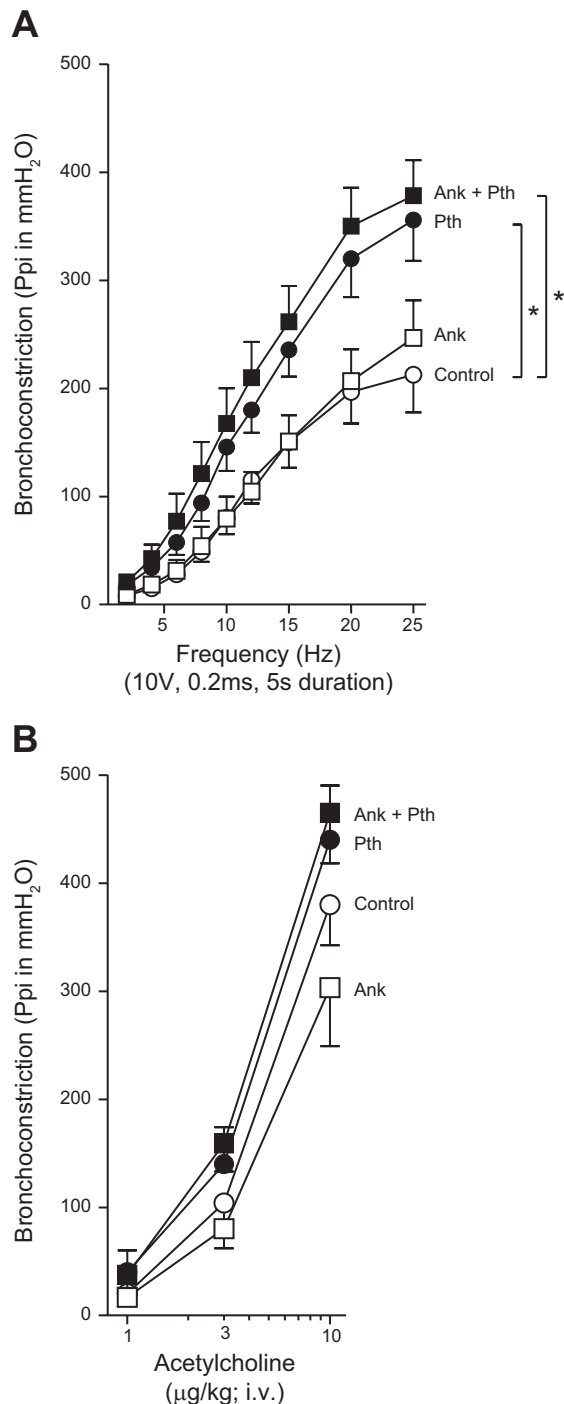 A
Bronchoconstriction (Ppi in mmH₂O)
500
400
300
200
100
0
Ank + Pth
Pth
Ank
Control
*
*
5
10
15
20
25
Frequency (Hz)
(10V, 0.2ms, 5s duration)
B
Bronchoconstriction (Ppi in mmH₂O)
500
400
300
200
100
0
Ank + Pth
Pth
Control
Ank
1
3
10
Acetylcholine
(μg/kg; i.v.)